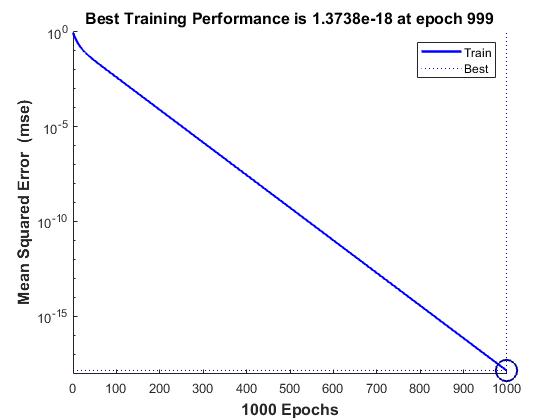 Best Training Performance is 1.3738e-18 at epoch 999
10^0
Train
Best
10^-5
10^-10
10^-15
Mean Squared Error (mse)
0 100 200 300 400 500 600 700 800 900 1000
1000 Epochs